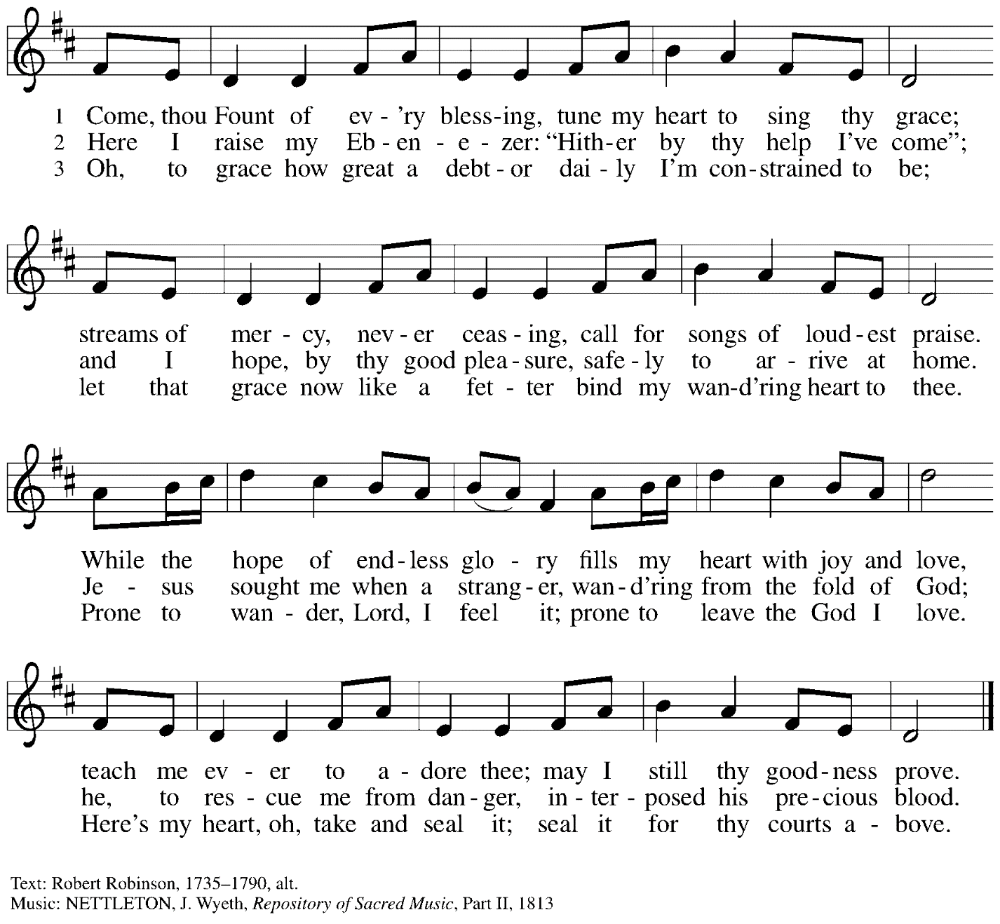 1 Come, thou Fount of ev - 'ry bless-ing, tune my heart to sing thy grace;
2 Here I raise my Eb - en - e - zer: “Hith-er by thy help I've come”;
3 Oh, to grace how great a debt - or dai - ly I'm con-strained to be;
streams of mer - cy, nev - er ceas - ing, call for songs of loud-est praise.
and I hope, by thy good plea-sure, safe-ly to ar - rive at home.
let that grace now like a fet - ter bind my wan-d'ring heart to thee.
While the hope of end-less glo - ry fills my heart with joy and love,
Je - sus sought me when a strang-er, wan-d'ring from the fold of God;
Prone to wan - der, Lord, I feel it; prone to leave the God I love.
teach me ev - er to a - dore thee; may I still thy good-ness prove.
he, to res - cue me from dan-ger, in - ter - posed his pre-cious blood.
Here's my heart, oh, take and seal it; seal it for thy courts a - bove.
Text: Robert Robinson, 1735–1790, alt.
Music: NETTLETON, J. Wyeth, Repository of Sacred Music, Part II, 1813